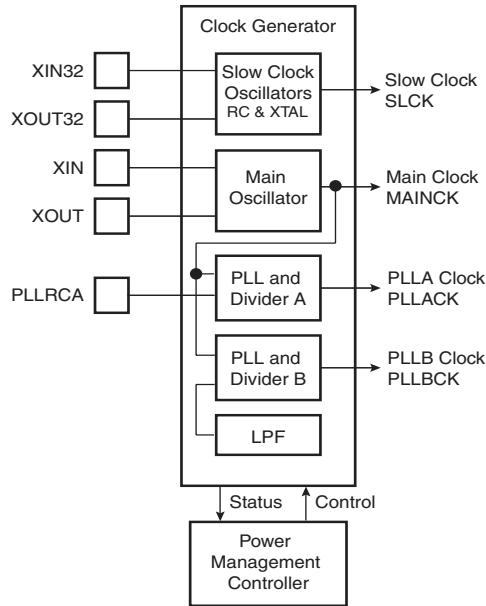 Clock Generator
XIN32
Slow Clock
Oscillators
RC & XTAL
Slow Clock
SLCK
XOUT32
XIN
Main
Oscillator
Main Clock
MAINCK
XOUT
PLLRCA
PLL and
Divider A
PLLA Clock
PLLACK
PLL and
Divider B
PLLB Clock
PLLBCK
LPF
Status
Control
Power
Management
Controller